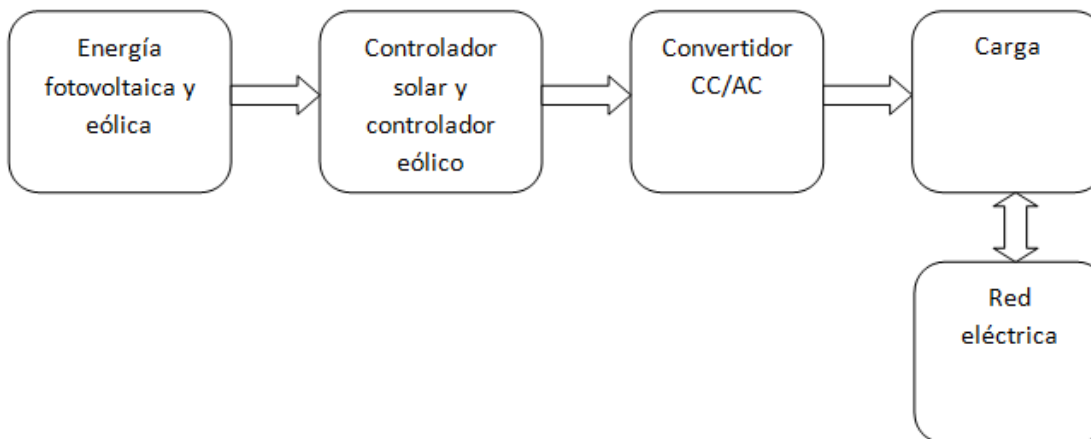 Energía
fotovoltaica y
eólica
Controlador
solar y
controlador
eólico
Convertidor
CC/AC
Carga
Red
eléctrica